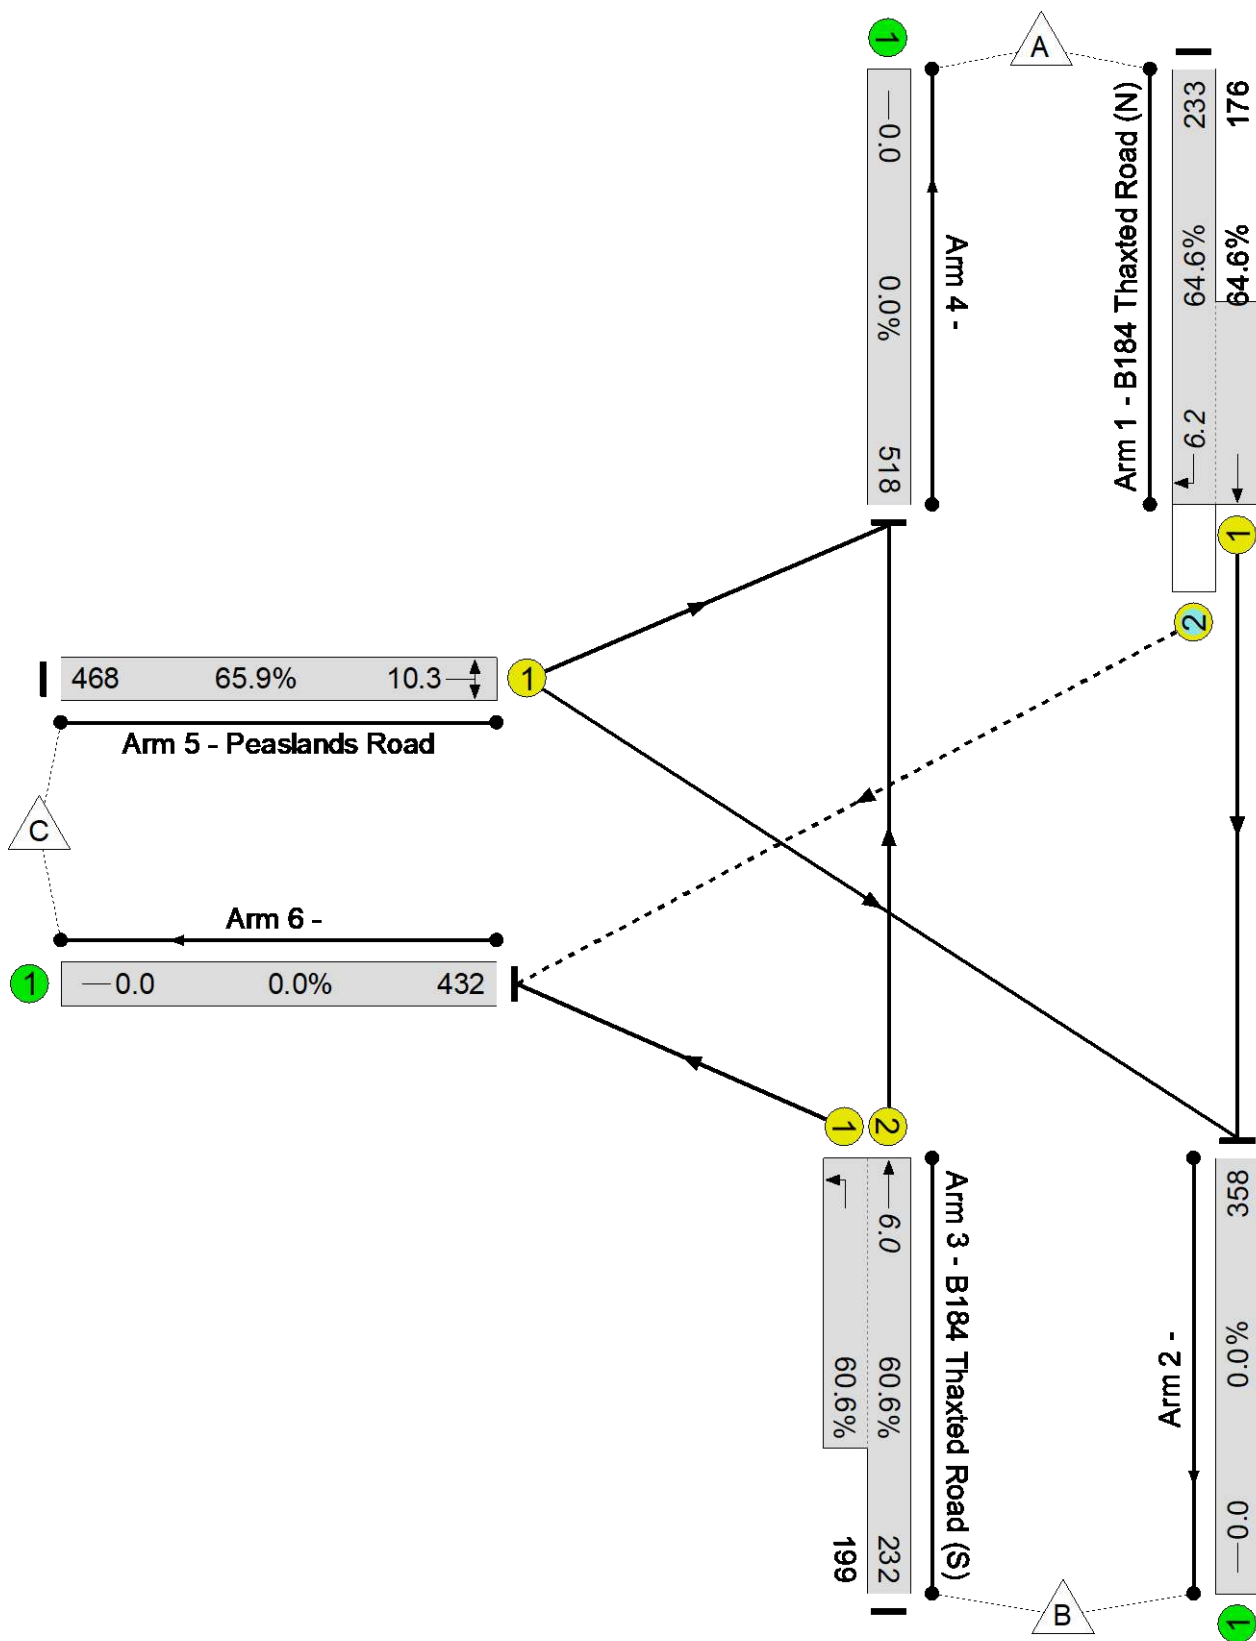 A
1
0.0 0.0% 518
Arm 4 -
Arm 1 - B184 Thaxted Road (N)
233 64.6% 6.2
176 64.6%
1
2
468 65.9% 10.3
1
Arm 5 - Peaslands Road
C
Arm 6 -
1
0.0 0.0% 432
1
2
6.0 60.6% 232
60.6% 199
Arm 3 - B184 Thaxted Road (S)
Arm 2 -
358 0.0% 0.0
1
B